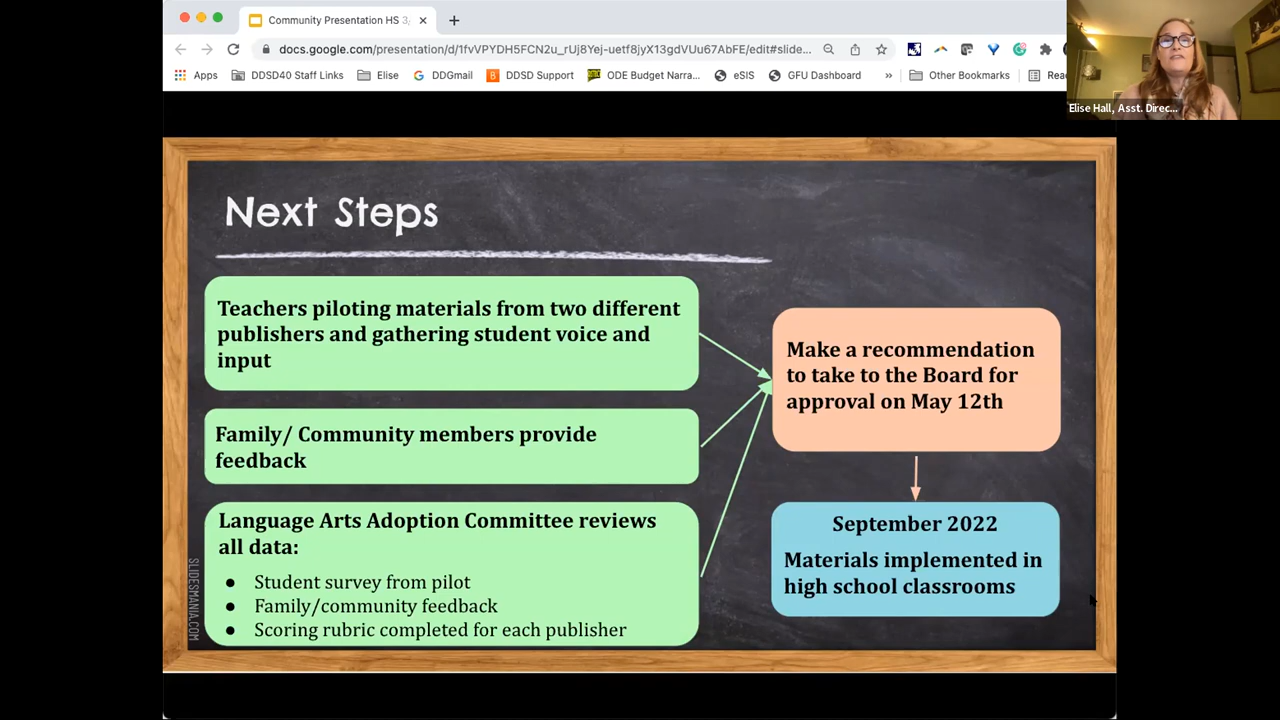 Community Presentation HS 3/
docs.google.com/presentation/d/1fvVPYDH5FCN2u_rUj8Yej-uetf8jyX13gdVUu67AbFE/edit#slide...
Apps
DDSD40 Staff Links
Elise
DDGmail
DDSD Support
ODE Budget Narra...
eSIS
GFU Dashboard
»
Other Bookmarks
Rea
Elise Hall, Asst. Direc...
Next Steps
Teachers piloting materials from two different
publishers and gathering student voice and
input
Family/ Community members provide
feedback
Language Arts Adoption Committee reviews
all data:
● Student survey from pilot
● Family/community feedback
● Scoring rubric completed for each publisher
Make a recommendation
to take to the Board for
approval on May 12th
September 2022
Materials implemented in
high school classrooms
SLIDESMANIA.COM